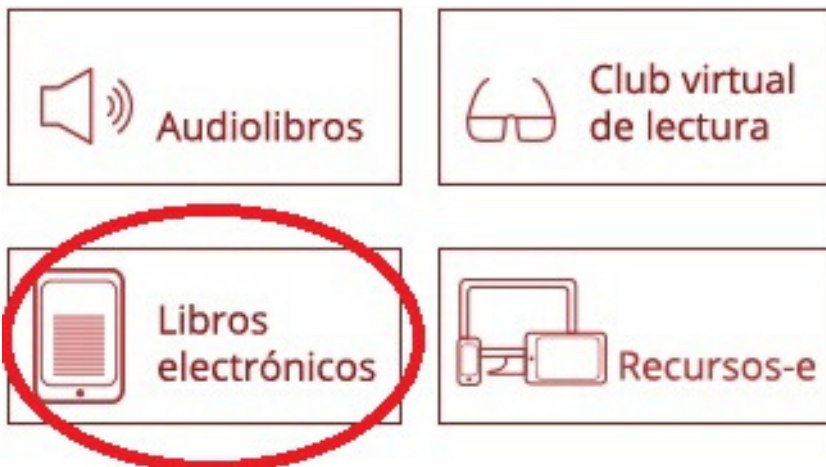 Audiolibros
Club virtual
de lectura
Libros
electrónicos
Recursos-e